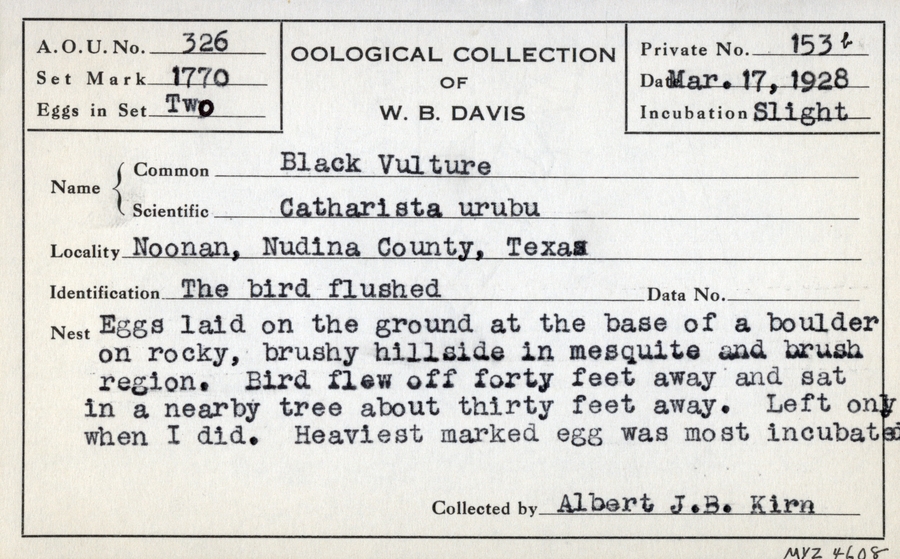 A.O.U. No. 326
Set Mark 1770
Eggs in Set Two
OOLOGICAL COLLECTION
OF
W. B. DAVIS
Private No. 153b
Date Mar. 17, 1928
Incubation Slight
Name
Common Black Vulture
Scientific Catharista urubu
Locality Noonan, Nudina County, Texas
Identification The bird flushed Data No.
Nest Eggs laid on the ground at the base of a boulder
on rocky, brushy hillside in mesquite and brush
region. Bird flew off forty feet away and sat
in a nearby tree about thirty feet away. Left only
when I did. Heaviest marked egg was most incubated
Collected by Albert J.B. Kirn
MVZ 4608